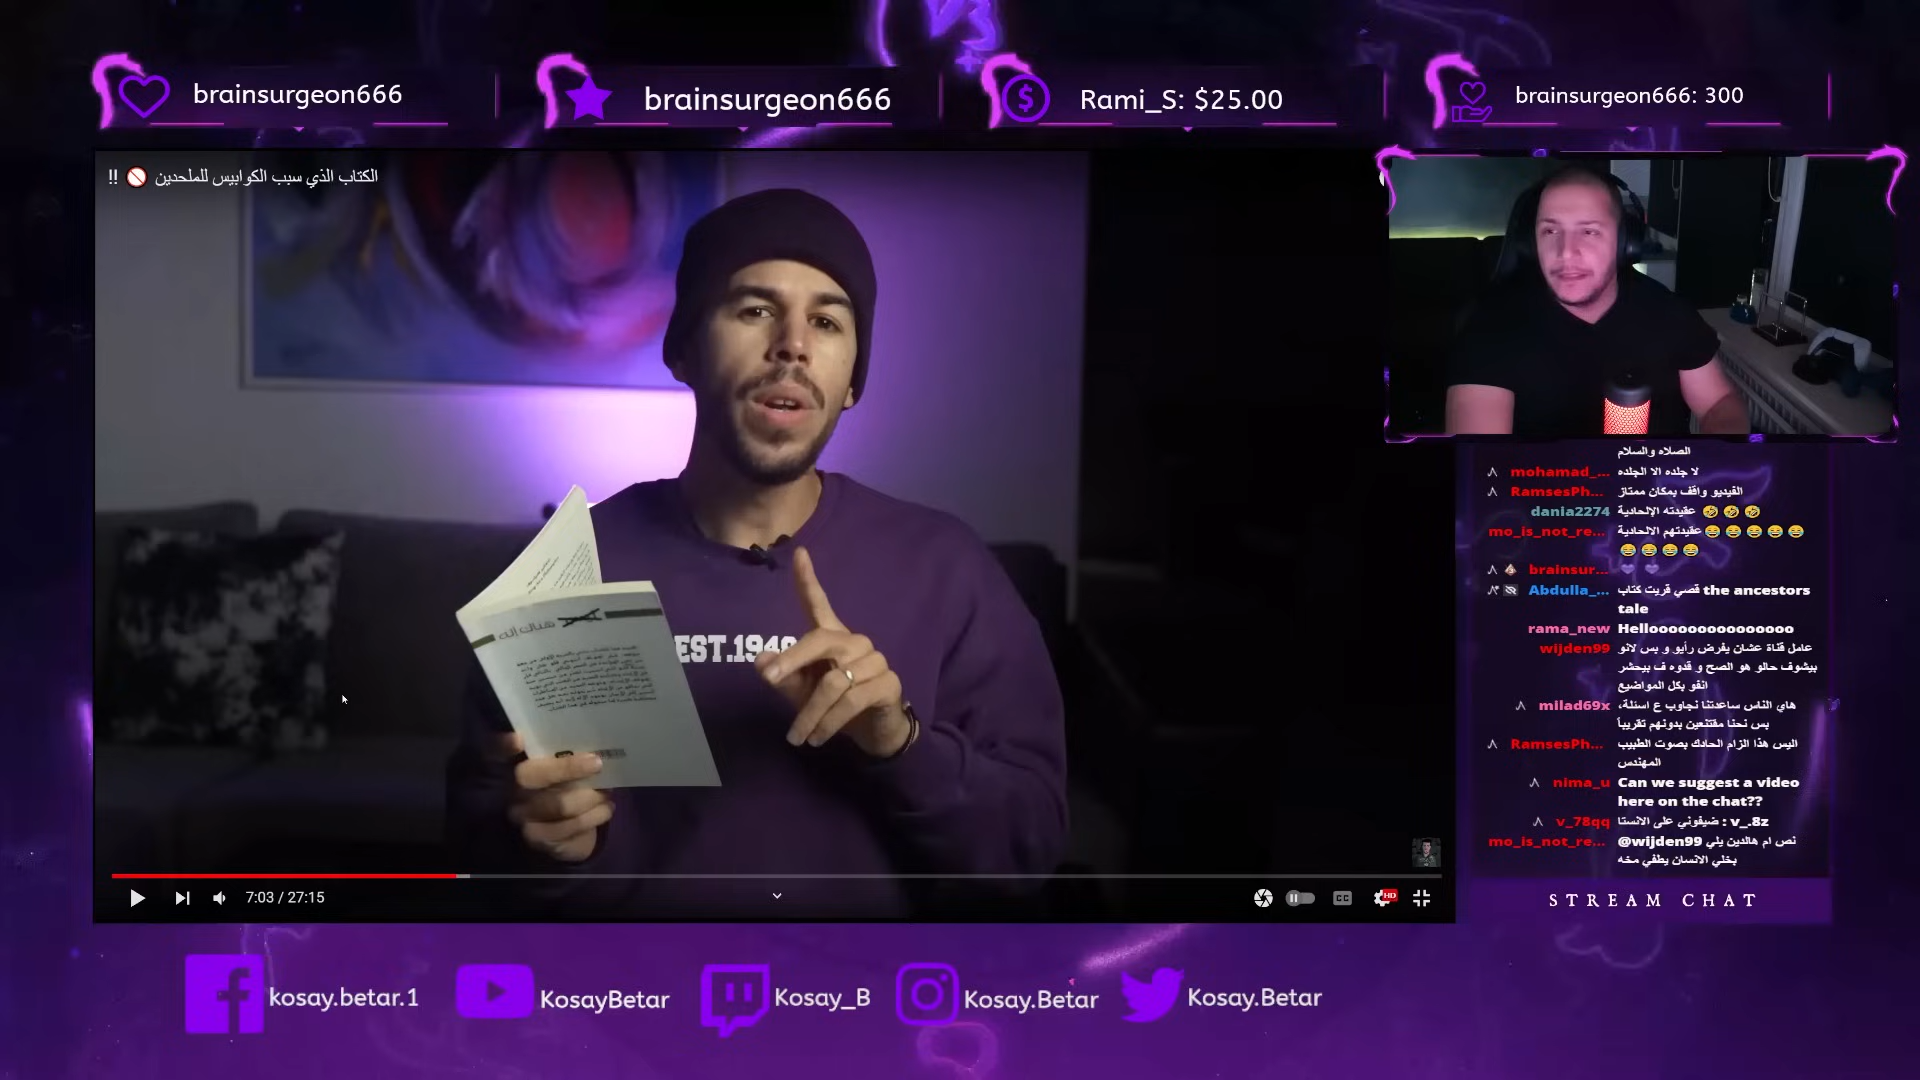 brainsurgeon666
brainsurgeon666
Rami_S: $25.00
brainsurgeon666: 300
الكتاب الذي سبب الكوابيس للملحدين 🚫 !!
الصلاه والسلام
mohamad_... لا جلده الا الجلده
RamsesPh... الفيديو واقف بمكان ممتاز
dania2274 عقيدته الإلحادية 🤣 🤣 🤣
mo_is_not_re... عقيدتهم الالحادية 😂 😂 😂 😂 😂
😂 😂 😂 😂
brainsur... 💜 💜
Abdulla_... قصي قريت كتاب the ancestors
tale
rama_new Hellooooooooooooooo
wijden99 عامل قناة عشان يفرض رأيو و بس لانو
بيشوف حالو هو الصح و قدوه ف بيحشر
انفو بكل المواضيع
milad69x هاي الناس ساعدتنا نجاوب ع اسئلة،
بس نحنا مقتنعين بدونهم تقريباً
RamsesPh... اليس هذا الزام الحادك بصوت الطبيب
المهندس
nima_u Can we suggest a video
here on the chat??
v_78qq ضيفوني على الانستا : v_.8z
mo_is_not_re... @wijden99 نص ام هالدين يلي
بخلي الانسان يطفي مخه
STREAM CHAT
هناك إله
EST.194
7:03 / 27:15
CC
HD
kosay.betar.1
KosayBetar
Kosay_B
Kosay.Betar
Kosay.Betar